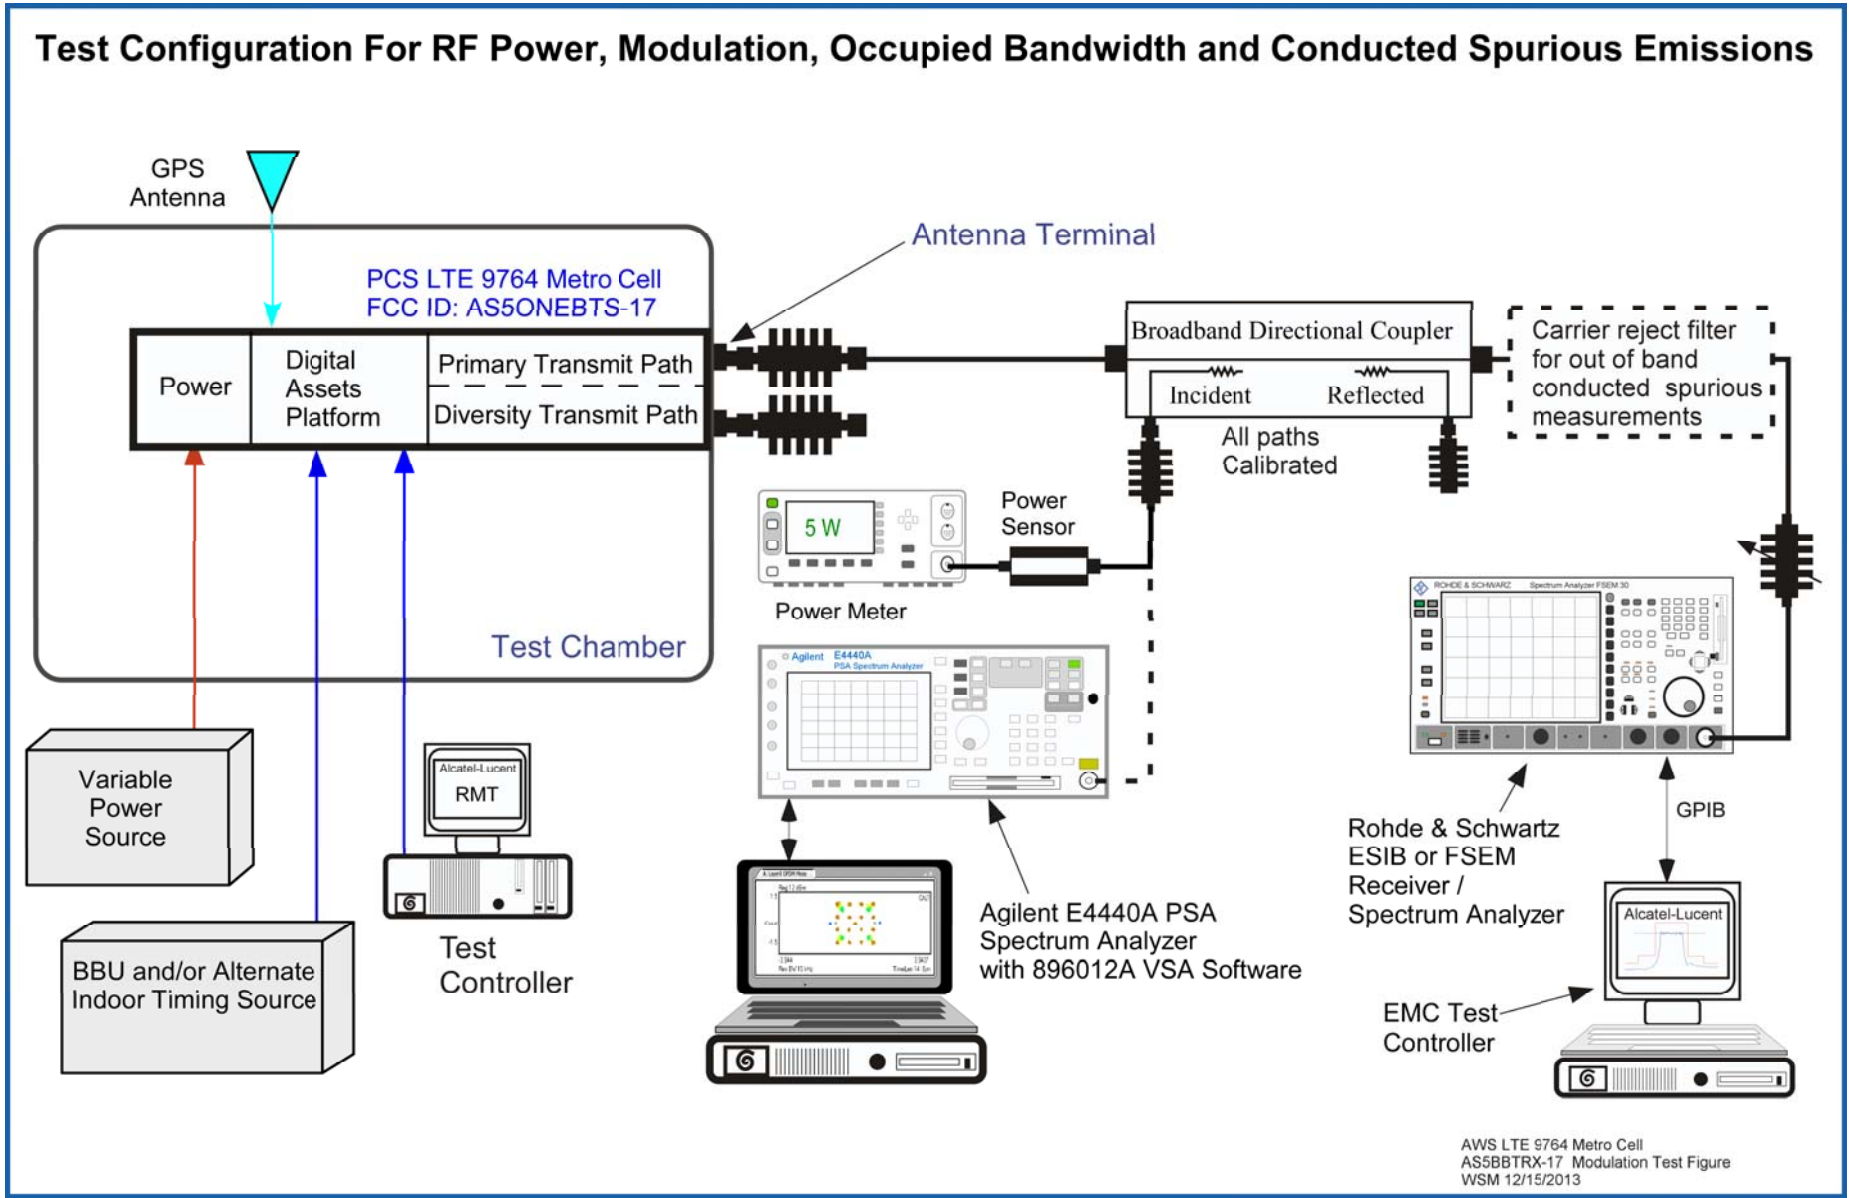 Test Configuration For RF Power, Modulation, Occupied Bandwidth and Conducted Spurious Emissions
GPS
Antenna
PCS LTE 9764 Metro Cell
FCC ID: AS5ONEBTS-17
Antenna Terminal
Power
Digital
Assets
Platform
Primary Transmit Path
Diversity Transmit Path
Broadband Directional Coupler
Incident
Reflected
All paths
Calibrated
Carrier reject filter
for out of band
conducted spurious
measurements
5 W
Power
Sensor
Power Meter
Test Chamber
Agilent E4440A
PSA Spectrum Analyzer
ROHDE & SCHWARZ Spectrum Analyzer FSEM 30
Variable
Power
Source
Alcatel-Lucent
RMT
Test
Controller
BBU and/or Alternate
Indoor Timing Source
Agilent E4440A PSA
Spectrum Analyzer
with 896012A VSA Software
Rohde & Schwartz
ESIB or FSEM
Receiver /
Spectrum Analyzer
GPIB
Alcatel-Lucent
EMC Test
Controller
AWS LTE 9764 Metro Cell
AS5BBTRX-17 Modulation Test Figure
WSM 12/15/2013